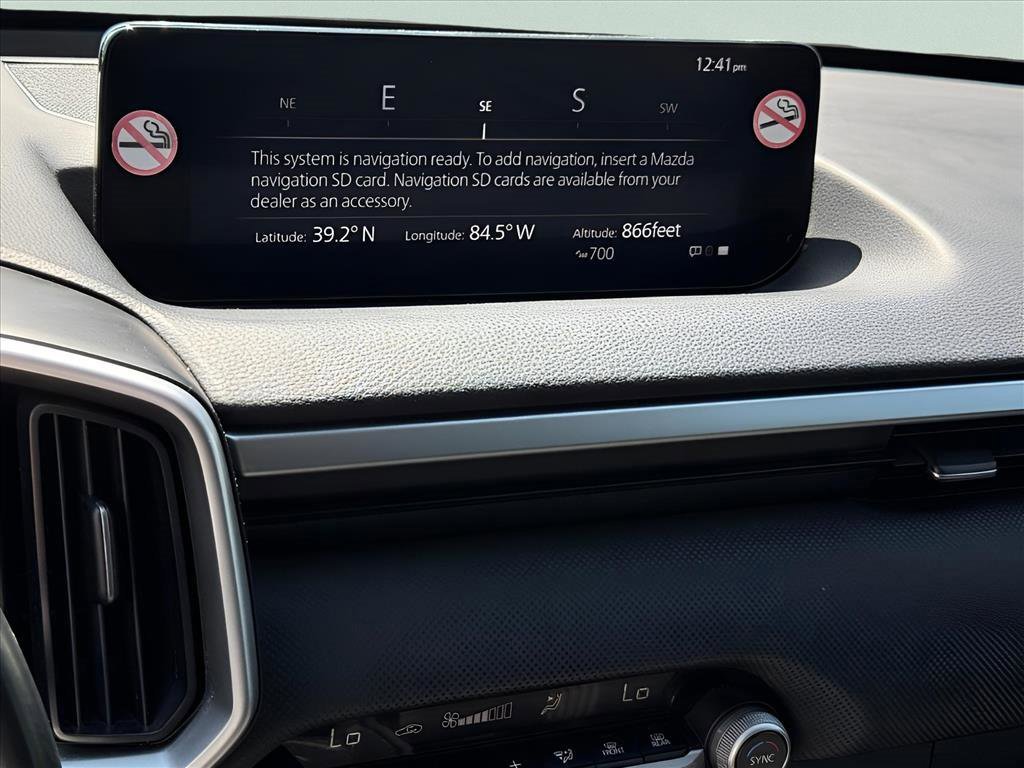 12:41 pm
NE E SE S SW
This system is navigation ready. To add navigation, insert a Mazda
navigation SD card. Navigation SD cards are available from your
dealer as an accessory.
Latitude: 39.2° N Longitude: 84.5° W Altitude: 866feet
700
Lo Lo
FRONT REAR
SYNC